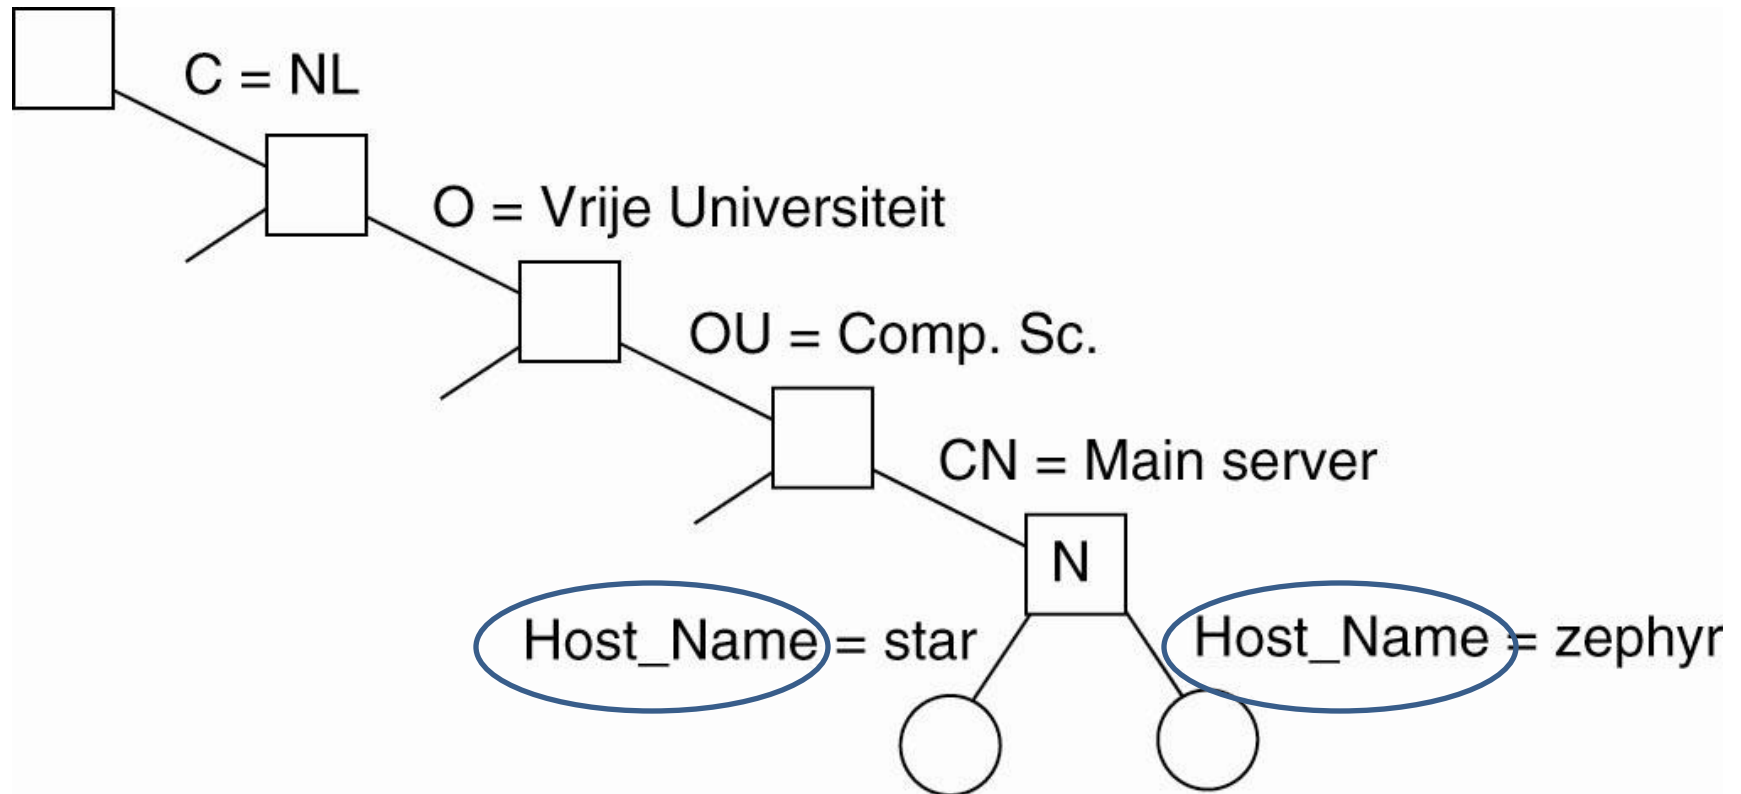 C = NL
O = Vrije Universiteit
OU = Comp. Sc.
CN = Main server
N
Host_Name = star
Host_Name = zephyr